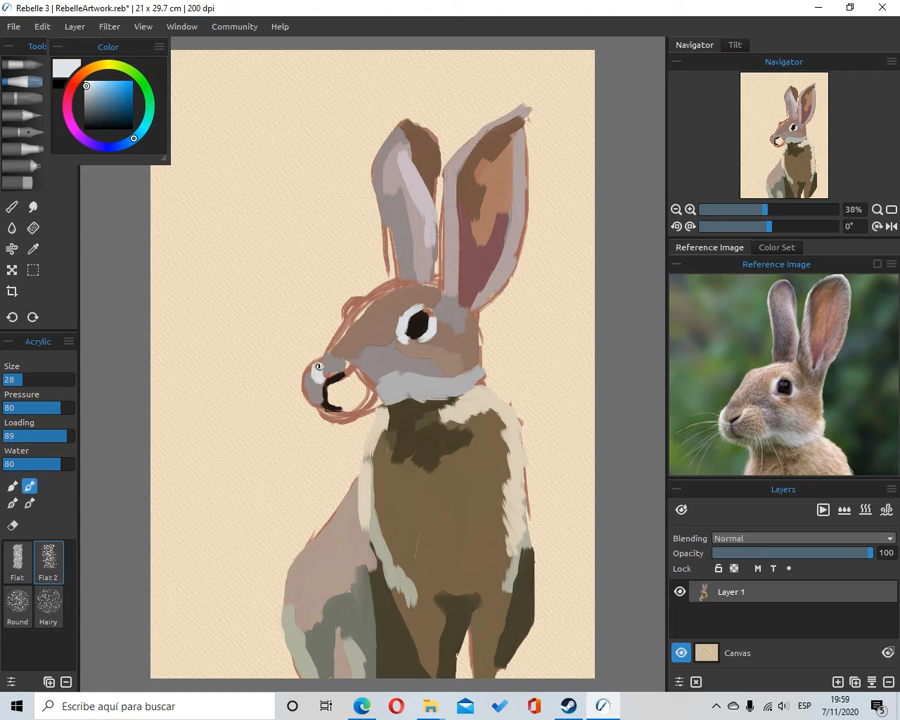 Rebelle 3 | RebelleArtwork.reb* | 21 x 29.7 cm | 200 dpi
File Edit Layer Filter View Window Community Help
Tools
Color
Navigator Tilt
Navigator
38%
0°
Reference Image Color Set
Reference Image
Acrylic
Size
28
Pressure
80
Loading
89
Water
80
Flat Flat 2
Round Hairy
Layers
Blending Normal
Opacity 100
Lock M T
Layer 1
Canvas
Escribe aquí para buscar
ESP
19:59
7/11/2020
5